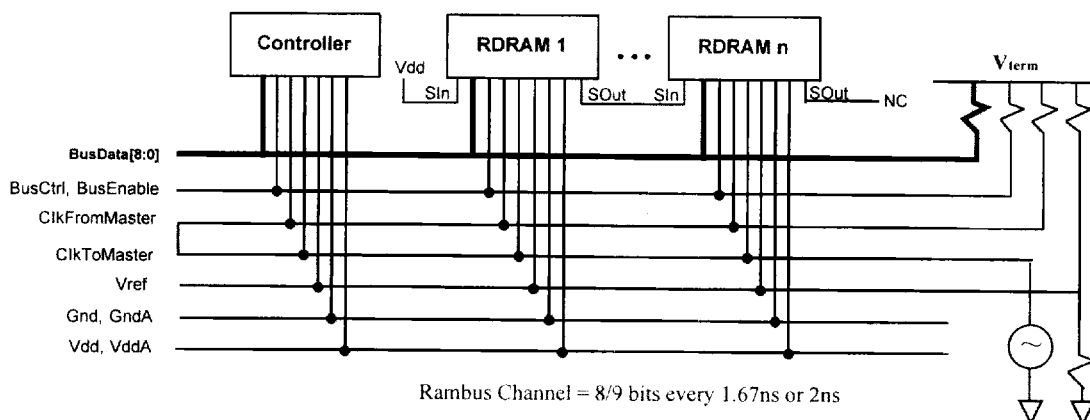 Controller
RDRAM 1
...
RDRAM n
Vdd
SIn
SOut
SIn
SOut
NC
Vterm
BusData[8:0]
BusCtrl, BusEnable
ClkFromMaster
ClkToMaster
Vref
Gnd, GndA
Vdd, VddA
~
Rambus Channel = 8/9 bits every 1.67ns or 2ns